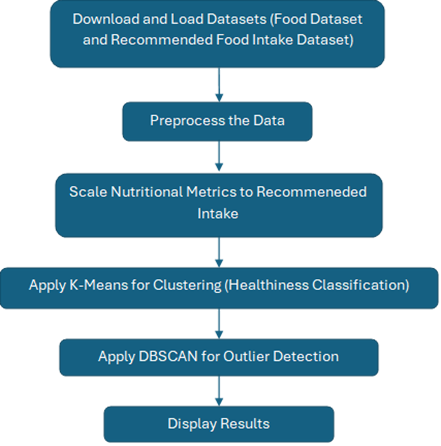 Download and Load Datasets (Food Dataset
and Recommended Food Intake Dataset)
Preprocess the Data
Scale Nutritional Metrics to Recommeneded
Intake
Apply K-Means for Clustering (Healthiness Classification)
Apply DBSCAN for Outlier Detection
Display Results